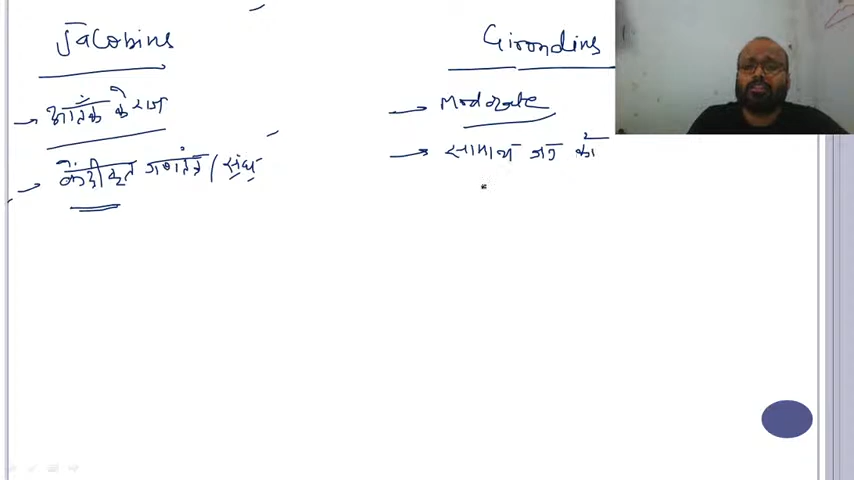 Jacobins
आतंक के राज
केंद्रीकृत गणतंत्र / संघ
Girondins
Moderate
सामान्य जन को